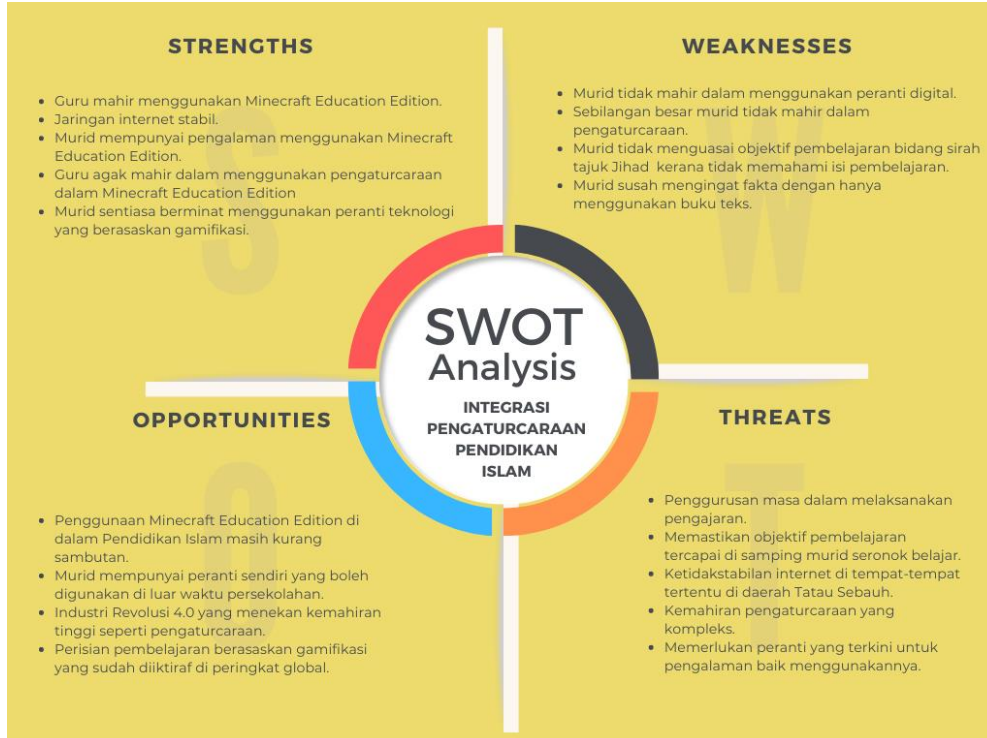 STRENGTHS
• Guru mahir menggunakan Minecraft Education Edition.
• Jaringan internet stabil.
• Murid mempunyai pengalaman menggunakan Minecraft
Education Edition.
• Guru agak mahir dalam menggunakan pengaturcaraan
dalam Minecraft Education Edition
• Murid sentiasa berminat menggunakan peranti teknologi
yang berasaskan gamifikasi.
S
WEAKNESSES
• Murid tidak mahir dalam menggunakan peranti digital.
• Sebilangan besar murid tidak mahir dalam
pengaturcaraan.
• Murid tidak menguasai objektif pembelajaran bidang sirah
tajuk Jihad kerana tidak memahami isi pembelajaran.
• Murid susah mengingat fakta dengan hanya
menggunakan buku teks.
W
SWOT
Analysis
INTEGRASI
PENGATURCARAAN
PENDIDIKAN
ISLAM
OPPORTUNITIES
• Penggunaan Minecraft Education Edition di
dalam Pendidikan Islam masih kurang
sambutan.
• Murid mempunyai peranti sendiri yang boleh
digunakan di luar waktu persekolahan.
• Industri Revolusi 4.0 yang menekan kemahiran
tinggi seperti pengaturcaraan.
• Perisian pembelajaran berasaskan gamifikasi
yang sudah diiktiraf di peringkat global.
O
THREATS
• Penggurusan masa dalam melaksanakan
pengajaran.
• Memastikan objektif pembelajaran
tercapai di samping murid seronok belajar.
• Ketidakstabilan internet di tempat-tempat
tertentu di daerah Tatau Sebauh.
• Kemahiran pengaturcaraan yang
kompleks.
• Memerlukan peranti yang terkini untuk
pengalaman baik menggunakannya.
T